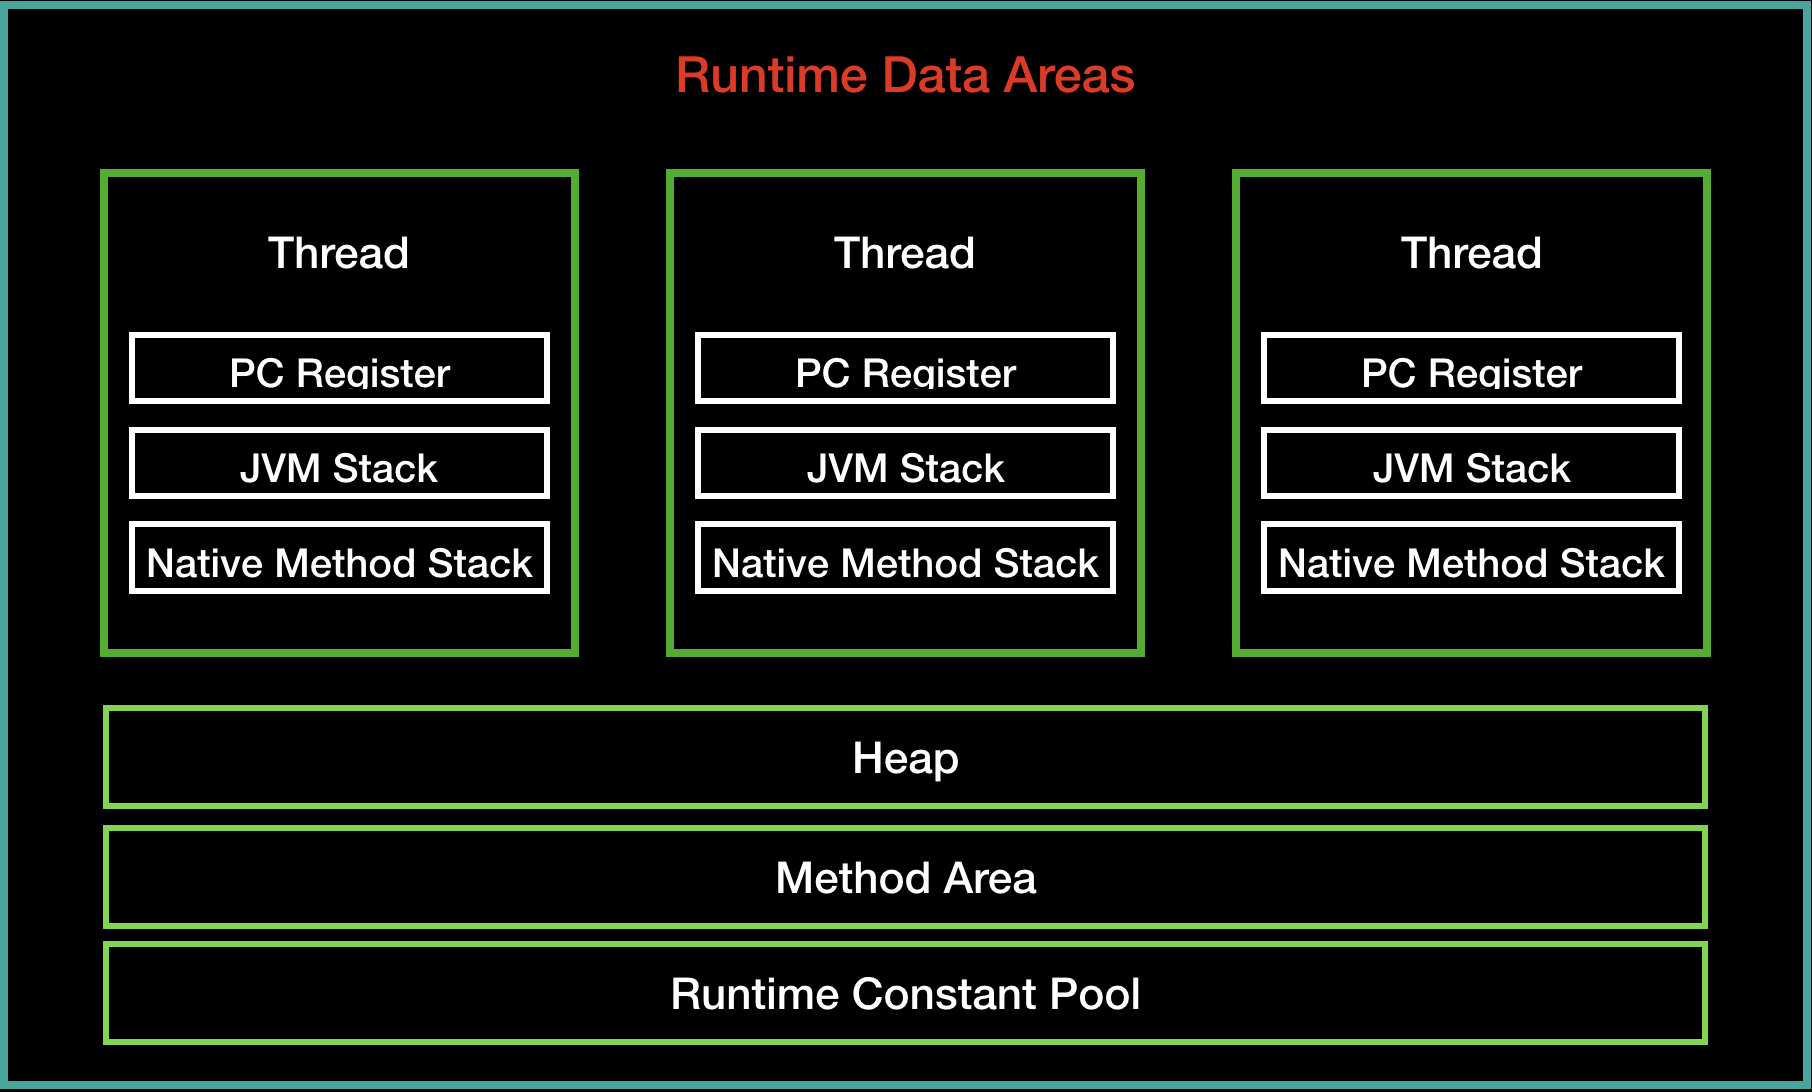 Runtime Data Areas
Thread
PC Register
JVM Stack
Native Method Stack
Thread
PC Register
JVM Stack
Native Method Stack
Thread
PC Register
JVM Stack
Native Method Stack
Heap
Method Area
Runtime Constant Pool